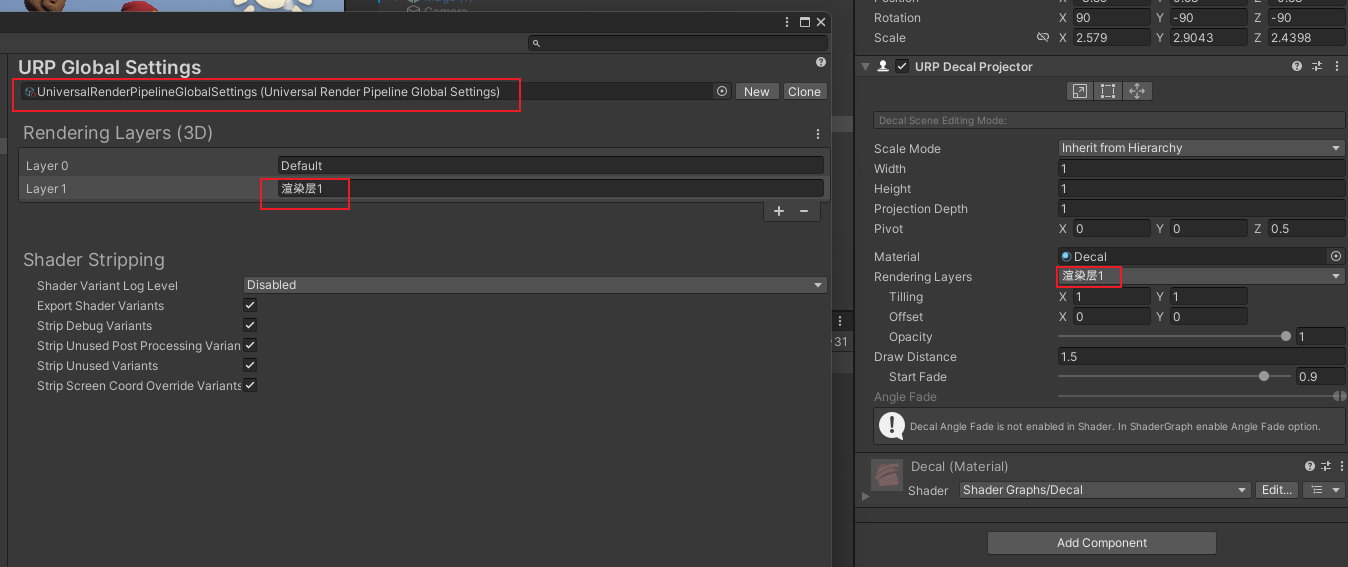 URP Global Settings
UniversalRenderPipelineGlobalSettings (Universal Render Pipeline Global Settings)
New
Clone
Rendering Layers (3D)
Layer 0
Default
Layer 1
渲染层1
+
−
Shader Stripping
Shader Variant Log Level
Disabled
Export Shader Variants
Strip Debug Variants
Strip Unused Post Processing Varian
Strip Unused Variants
Strip Screen Coord Override Variants
31
Rotation X 90 Y -90 Z -90
Scale X 2.579 Y 2.9043 Z 2.4398
URP Decal Projector
Decal Scene Editing Mode:
Scale Mode Inherit from Hierarchy
Width 1
Height 1
Projection Depth 1
Pivot X 0 Y 0 Z 0.5
Material Decal
Rendering Layers 渲染层1
Tilling X 1 Y 1
Offset X 0 Y 0
Opacity 1
Draw Distance 1.5
Start Fade 0.9
Angle Fade
Decal Angle Fade is not enabled in Shader. In ShaderGraph enable Angle Fade option.
Decal (Material)
Shader Shader Graphs/Decal Edit...
Add Component